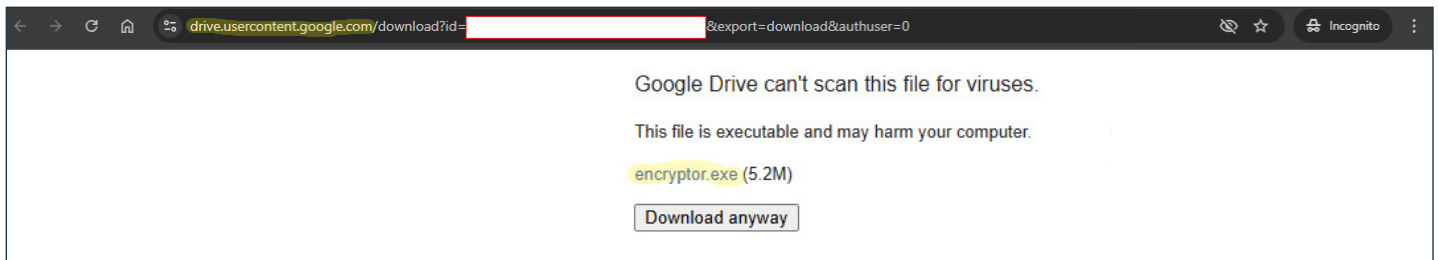 drive.usercontent.google.com/download?id= &export=download&authuser=0 Incognito
Google Drive can't scan this file for viruses.
This file is executable and may harm your computer.
encryptor.exe (5.2M)
Download anyway